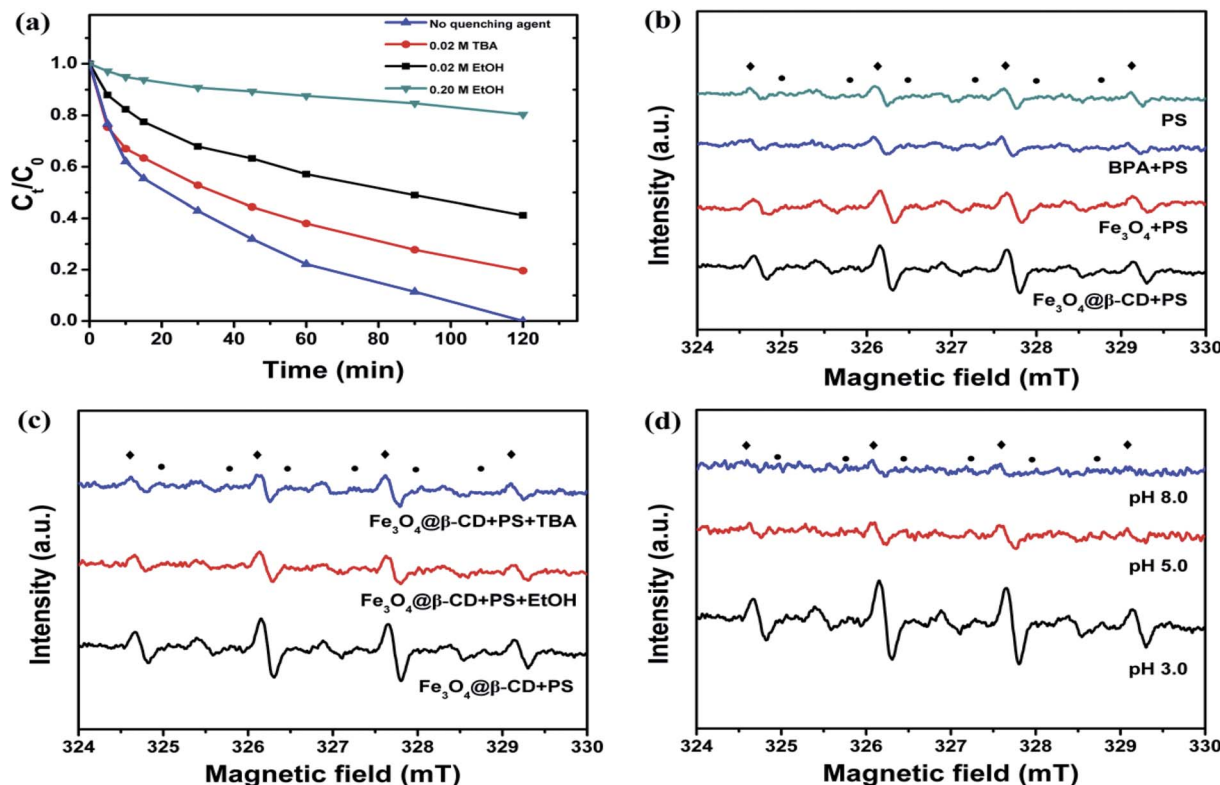 (a)
No quenching agent
0.02 M TBA
0.02 M EtOH
0.20 M EtOH
Ct/C0
1.0
0.8
0.6
0.4
0.2
0.0
0 20 40 60 80 100 120
Time (min)
(b)
PS
BPA+PS
Fe3O4+PS
Fe3O4@β-CD+PS
Intensity (a.u.)
324 325 326 327 328 329 330
Magnetic field (mT)
(c)
Fe3O4@β-CD+PS+TBA
Fe3O4@β-CD+PS+EtOH
Fe3O4@β-CD+PS
Intensity (a.u.)
324 325 326 327 328 329 330
Magnetic field (mT)
(d)
pH 8.0
pH 5.0
pH 3.0
Intensity (a.u.)
324 325 326 327 328 329 330
Magnetic field (mT)